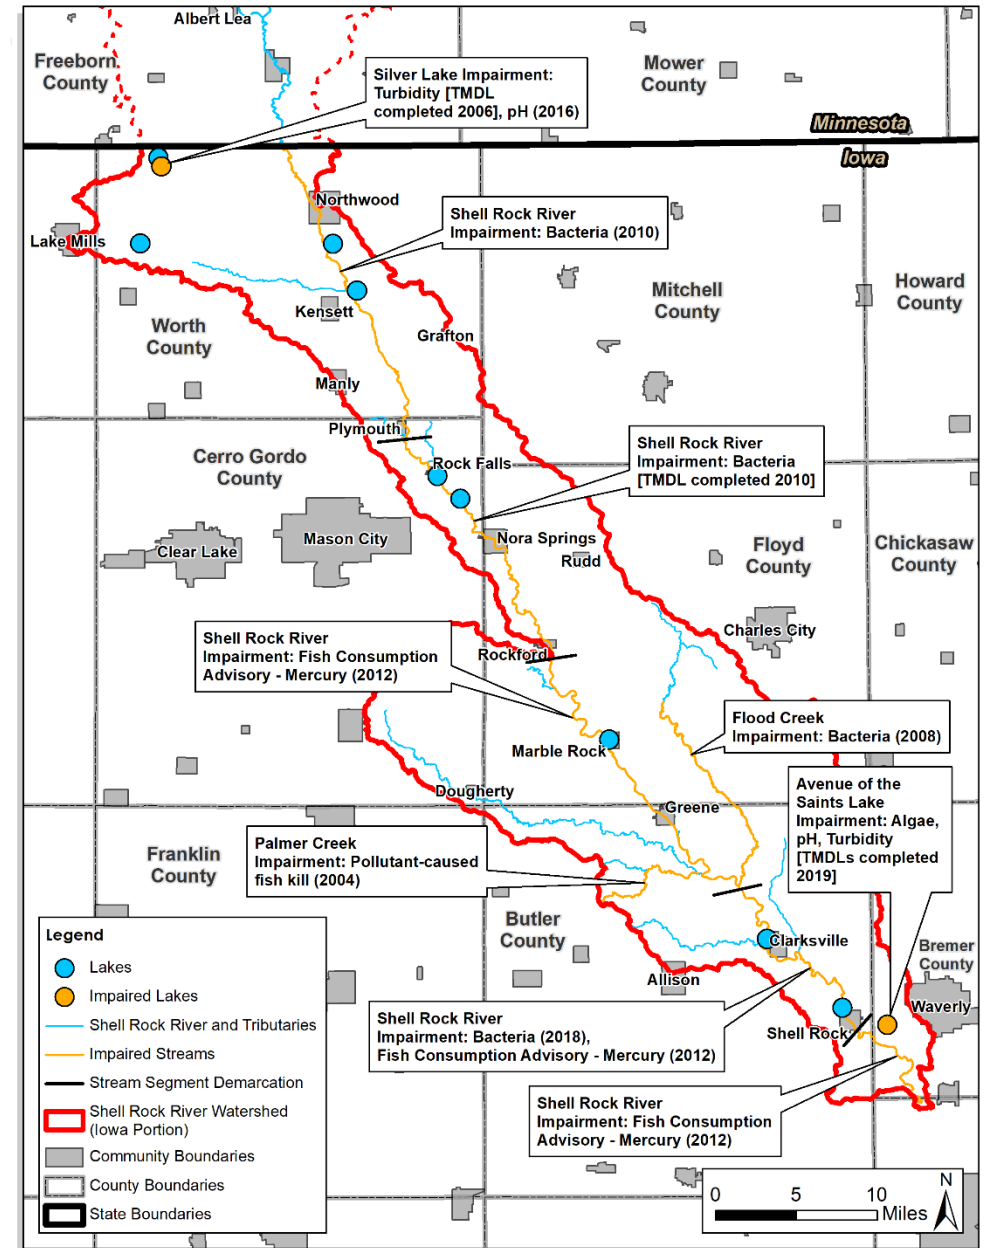 Albert Lea
Freeborn
County
Mower
County
Silver Lake Impairment:
Turbidity [TMDL
completed 2006], pH (2016)
Minnesota
Iowa
Northwood
Shell Rock River
Impairment: Bacteria (2010)
Lake Mills
Howard
County
Mitchell
County
Kensett
Worth
County
Grafton
Manly
Plymouth
Shell Rock River
Impairment: Bacteria
[TMDL completed 2010]
Cerro Gordo
County
Rock Falls
Clear Lake
Mason City
Nora Springs
Rudd
Floyd
County
Chickasaw
County
Charles City
Shell Rock River
Impairment: Fish Consumption
Advisory - Mercury (2012)
Rockford
Flood Creek
Impairment: Bacteria (2008)
Marble Rock
Dougherty
Greene
Avenue of the
Saints Lake
Impairment: Algae,
pH, Turbidity
[TMDLs completed
2019]
Palmer Creek
Impairment: Pollutant-caused
fish kill (2004)
Franklin
County
Butler
County
Clarksville
Bremer
County
Allison
Waverly
Shell Rock River
Impairment: Bacteria (2018),
Fish Consumption Advisory - Mercury (2012)
Shell Rock
Shell Rock River
Impairment: Fish Consumption
Advisory - Mercury (2012)
Legend
Lakes
Impaired Lakes
Shell Rock River and Tributaries
Impaired Streams
Stream Segment Demarcation
Shell Rock River Watershed
(Iowa Portion)
Community Boundaries
County Boundaries
State Boundaries
0 5 10
Miles
N